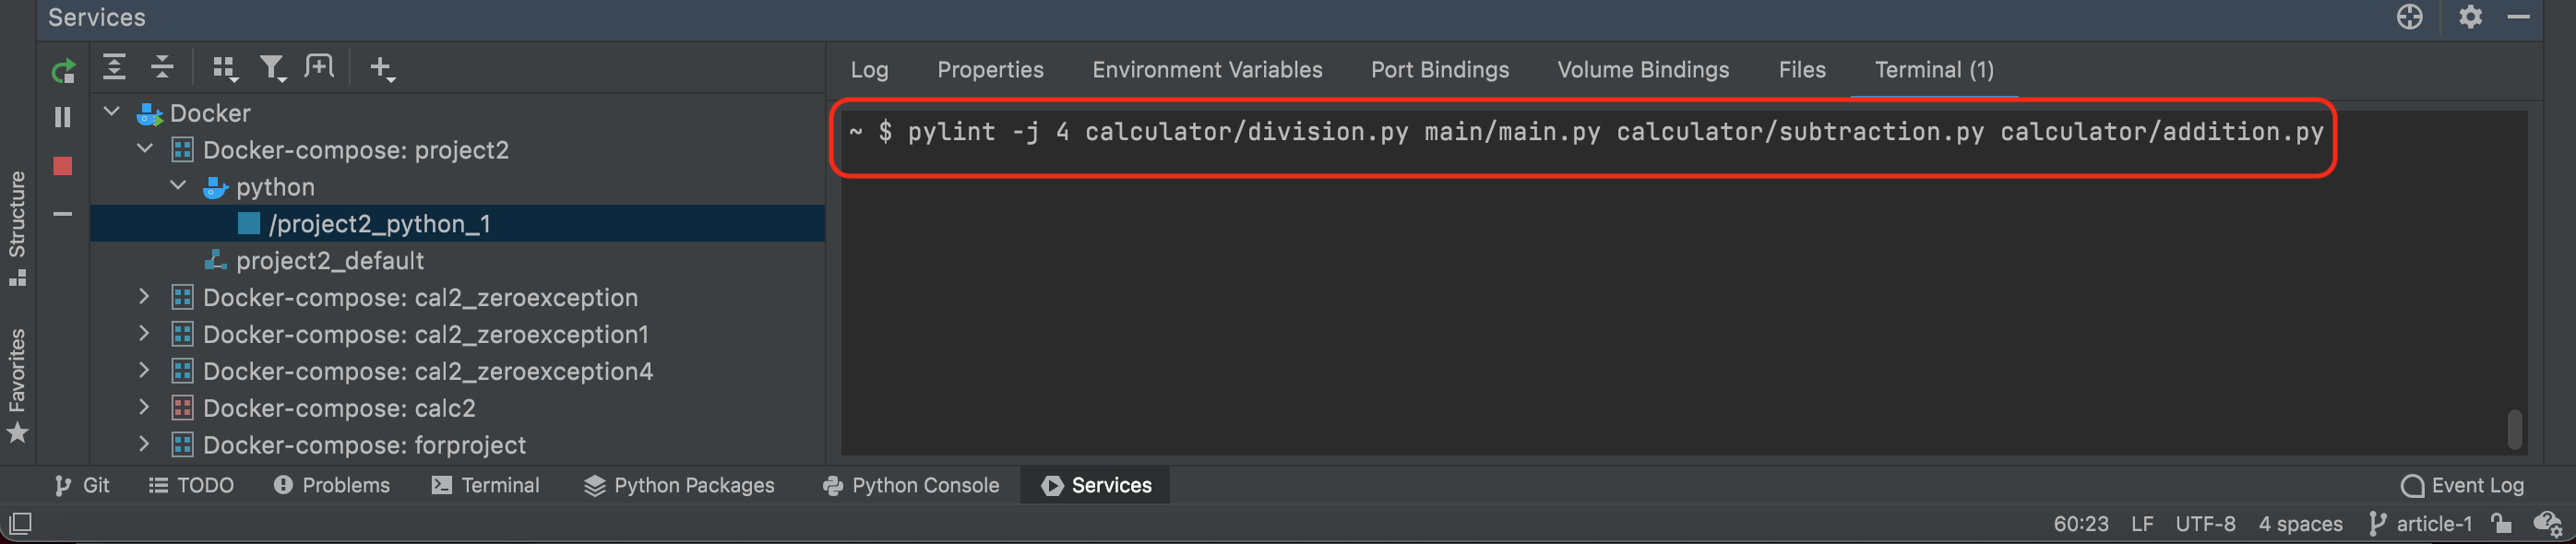 Services
Log Properties Environment Variables Port Bindings Volume Bindings Files Terminal (1)
~ $ pylint -j 4 calculator/division.py main/main.py calculator/subtraction.py calculator/addition.py
Docker
Docker-compose: project2
python
/project2_python_1
project2_default
Docker-compose: cal2_zeroexception
Docker-compose: cal2_zeroexception1
Docker-compose: cal2_zeroexception4
Docker-compose: calc2
Docker-compose: forproject
Structure
Favorites
Git TODO Problems Terminal Python Packages Python Console Services Event Log
60:23 LF UTF-8 4 spaces article-1